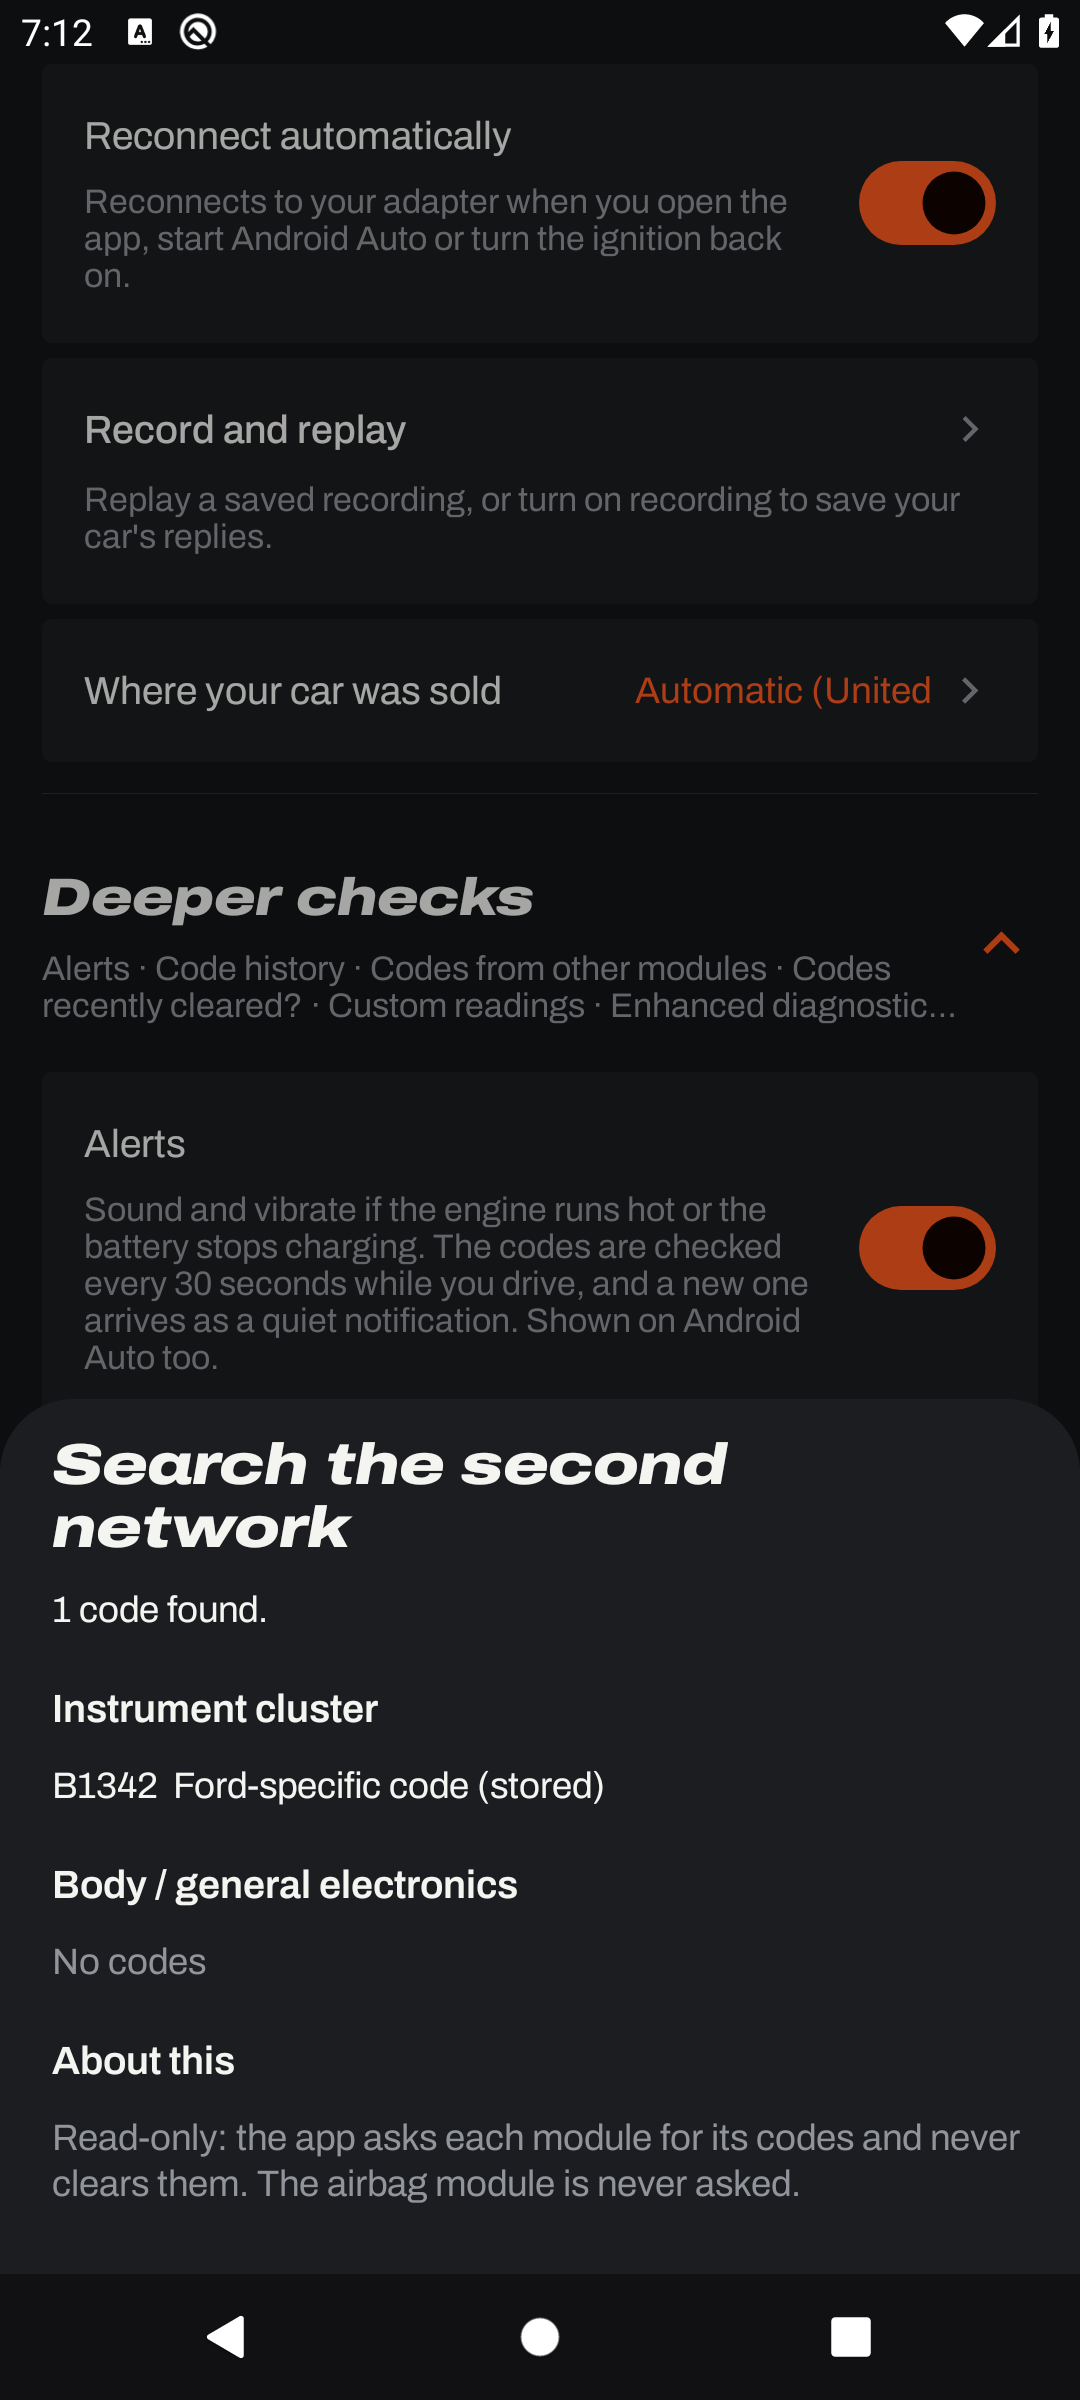 7:12
Reconnect automatically
Reconnects to your adapter when you open the
app, start Android Auto or turn the ignition back
on.
Record and replay
Replay a saved recording, or turn on recording to save your
car's replies.
Where your car was sold
Automatic (United
Deeper checks
Alerts · Code history · Codes from other modules · Codes
recently cleared? · Custom readings · Enhanced diagnostic…
Alerts
Sound and vibrate if the engine runs hot or the
battery stops charging. The codes are checked
every 30 seconds while you drive, and a new one
arrives as a quiet notification. Shown on Android
Auto too.
Search the second
network
1 code found.
Instrument cluster
B1342 Ford-specific code (stored)
Body / general electronics
No codes
About this
Read-only: the app asks each module for its codes and never
clears them. The airbag module is never asked.